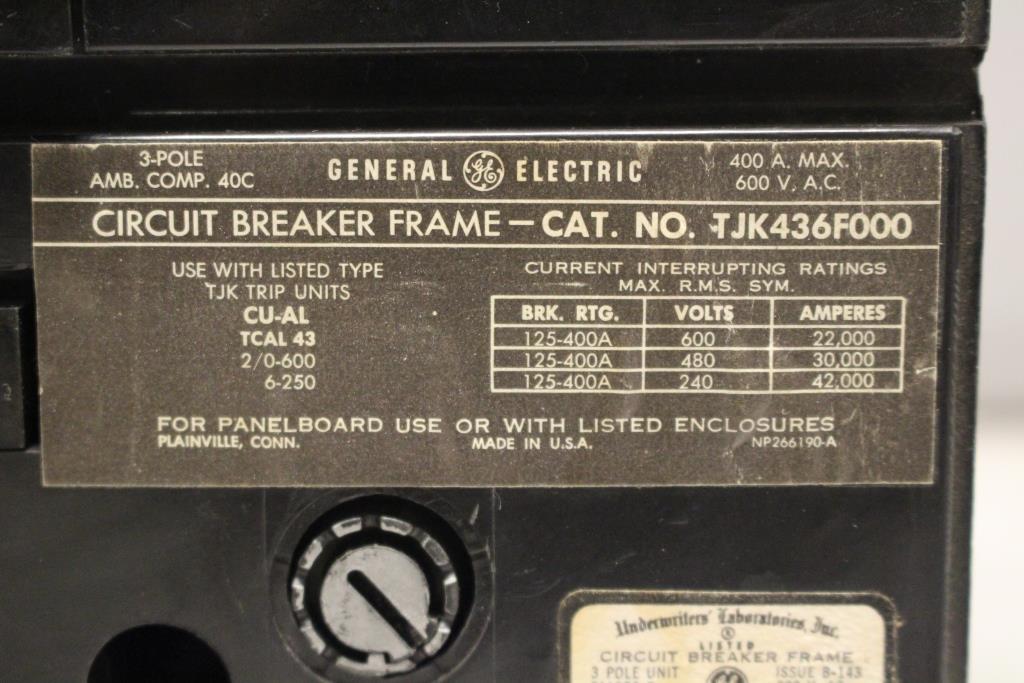 3-POLE
AMB. COMP. 40C
GENERAL GE ELECTRIC
400 A. MAX.
600 V. A.C.
CIRCUIT BREAKER FRAME — CAT. NO. TJK436F000
USE WITH LISTED TYPE
TJK TRIP UNITS
CU-AL
TCAL 43
2/0-600
6-250
CURRENT INTERRUPTING RATINGS
MAX. R.M.S. SYM.
BRK. RTG. VOLTS AMPERES
125-400A 600 22,000
125-400A 480 30,000
125-400A 240 42,000
FOR PANELBOARD USE OR WITH LISTED ENCLOSURES
PLAINVILLE, CONN. MADE IN U.S.A. NP266190-A
Underwriters' Laboratories, Inc.
LISTED
CIRCUIT BREAKER FRAME
3 POLE UNIT ISSUE B-143